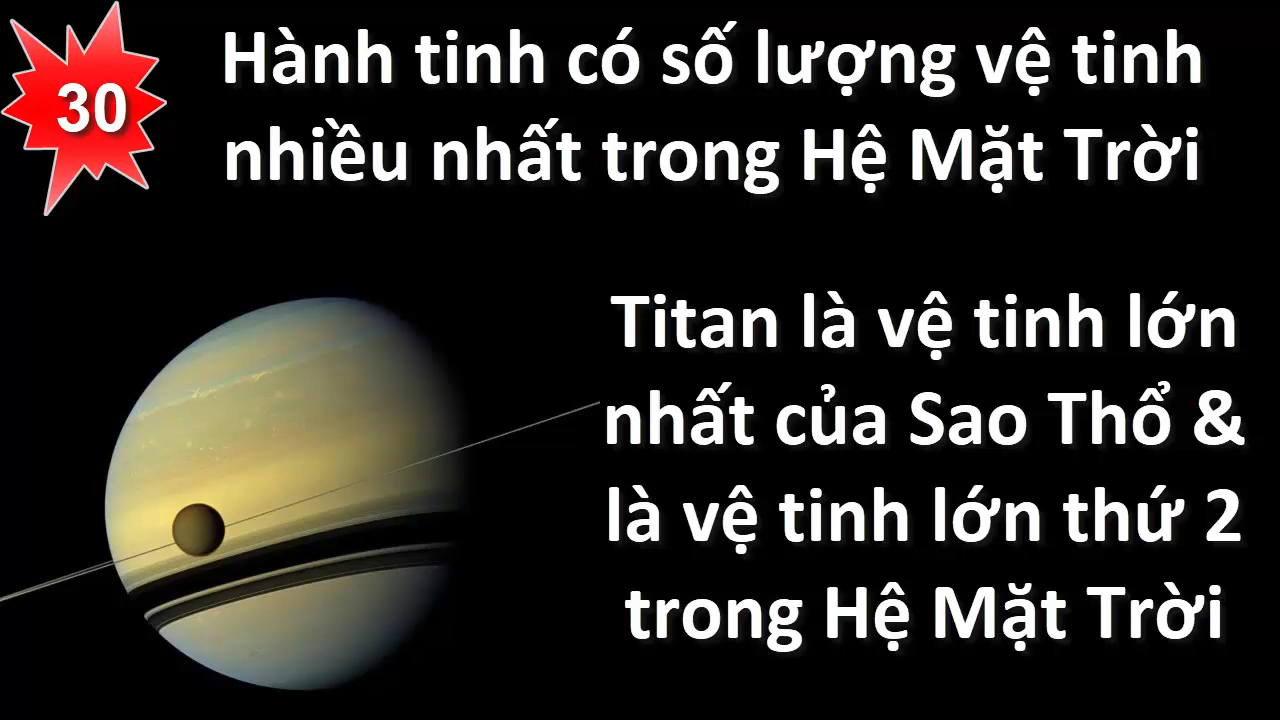 30
Hành tinh có số lượng vệ tinh
nhiều nhất trong Hệ Mặt Trời
Titan là vệ tinh lớn
nhất của Sao Thổ &
là vệ tinh lớn thứ 2
trong Hệ Mặt Trời